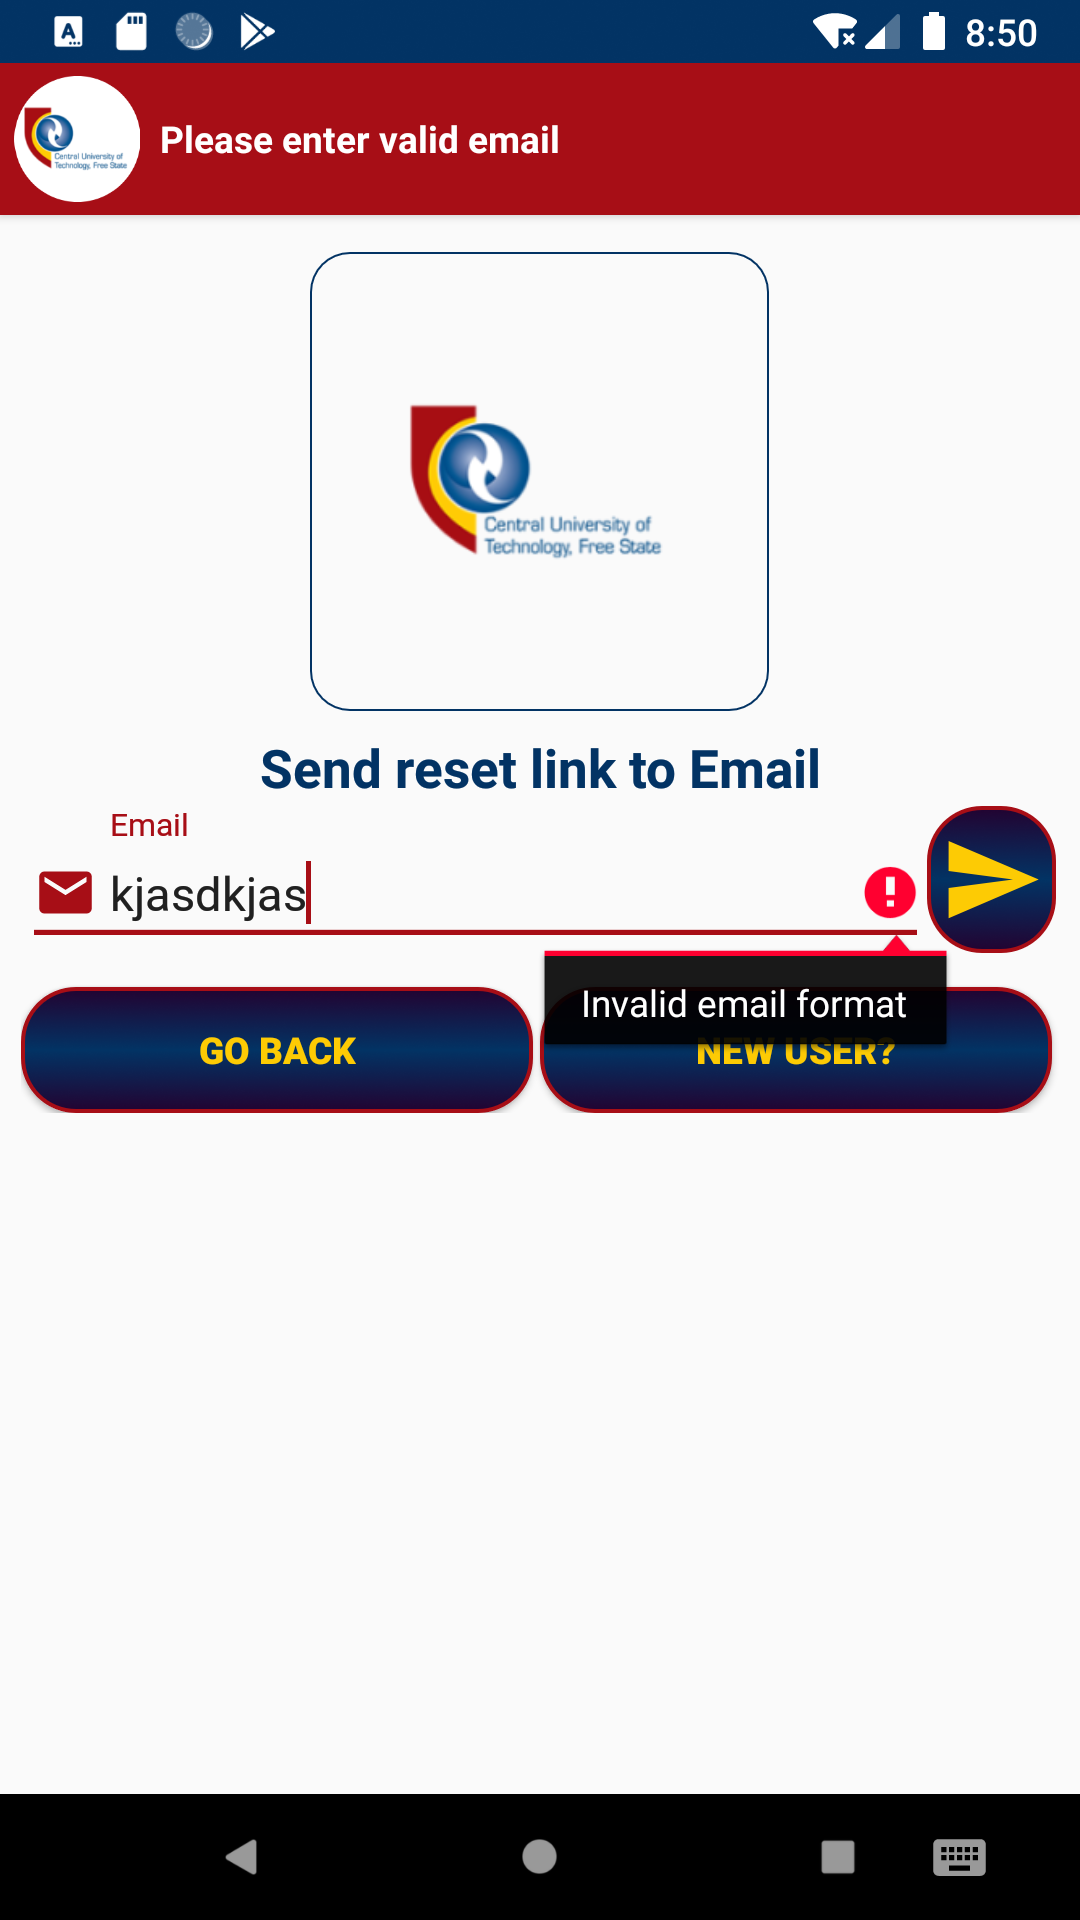 8:50
Central University of
Technology, Free State
Please enter valid email
Central University of
Technology, Free State
Send reset link to Email
Email
kjasdkjas
Invalid email format
GO BACK
NEW USER?